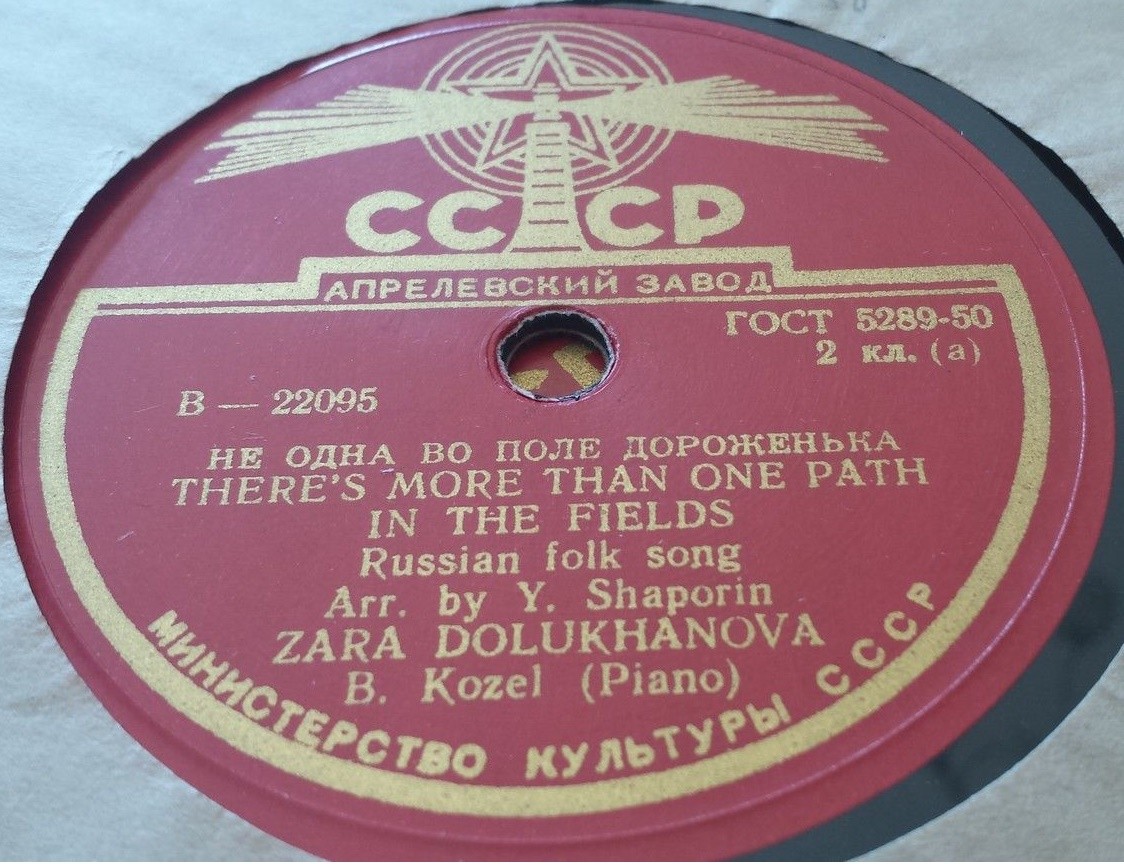 СССР
АПРЕЛЕВСКИЙ ЗАВОД
ГОСТ 5289-50
2 кл. (а)
В — 22095
НЕ ОДНА ВО ПОЛЕ ДОРОЖЕНЬКА
THERE'S MORE THAN ONE PATH
IN THE FIELDS
Russian folk song
Arr. by Y. Shaporin
ZARA DOLUKHANOVA
B. Kozel (Piano)
МИНИСТЕРСТВО КУЛЬТУРЫ СССР